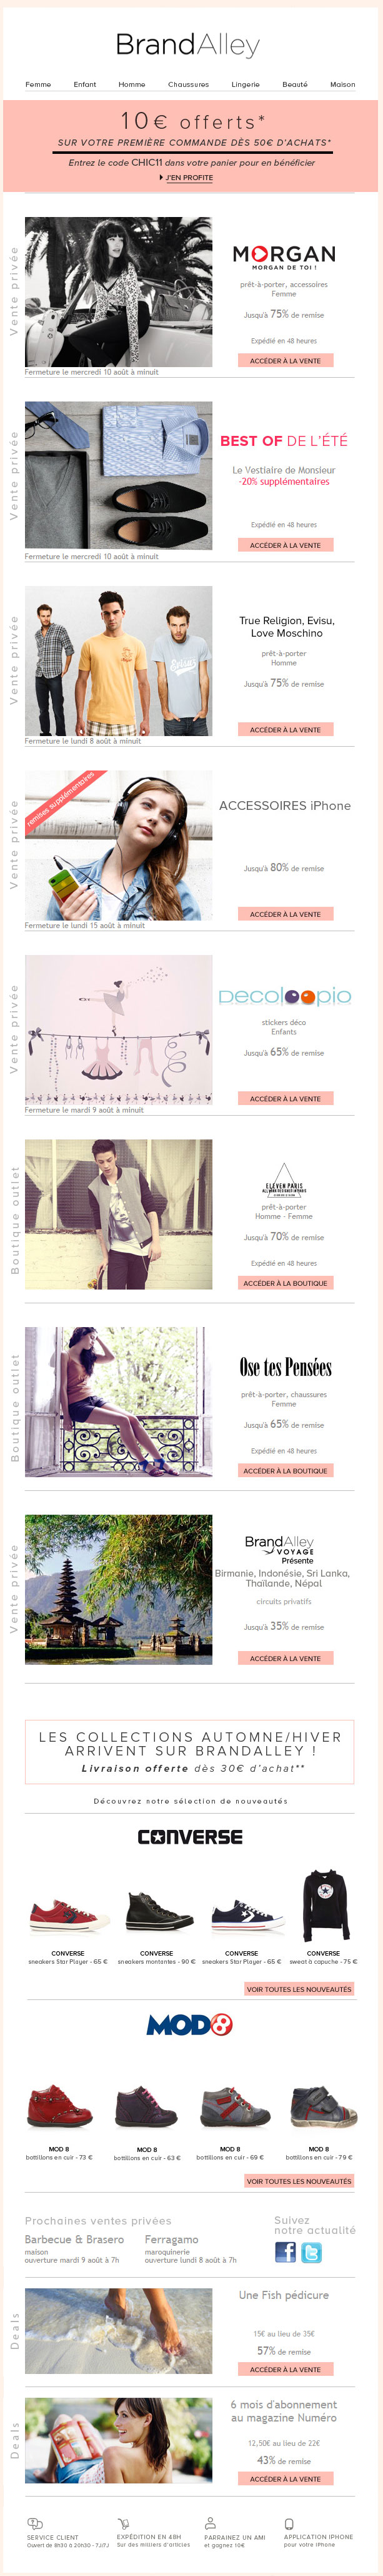 BrandAlley
Femme Enfant Homme Chaussures Lingerie Beauté Maison
10€ offerts*
SUR VOTRE PREMIÈRE COMMANDE DÈS 50€ D'ACHATS*
Entrez le code CHIC11 dans votre panier pour en bénéficier
J'EN PROFITE
Vente privée
MORGAN
MORGAN DE TOI !
prêt-à-porter, accessoires
Femme
Jusqu'à 75% de remise
Expédié en 48 heures
ACCÉDER À LA VENTE
Fermeture le mercredi 10 août à minuit
Vente privée
BEST OF DE L'ÉTÉ
Le Vestiaire de Monsieur
-20% supplémentaires
Expédié en 48 heures
ACCÉDER À LA VENTE
Fermeture le mercredi 10 août à minuit
Vente privée
True Religion, Evisu,
Love Moschino
prêt-à-porter
Homme
Jusqu'à 75% de remise
ACCÉDER À LA VENTE
Fermeture le lundi 8 août à minuit
Vente privée
remises supplémentaires
ACCESSOIRES iPhone
Jusqu'à 80% de remise
ACCÉDER À LA VENTE
Fermeture le lundi 15 août à minuit
Vente privée
Decoloopio
stickers déco
Enfants
Jusqu'à 65% de remise
ACCÉDER À LA VENTE
Fermeture le mardi 9 août à minuit
Boutique outlet
ELEVEN PARIS
prêt-à-porter
Homme - Femme
Jusqu'à 70% de remise
Expédié en 48 heures
ACCÉDER À LA BOUTIQUE
Boutique outlet
Ose tes Pensées
prêt-à-porter, chaussures
Femme
Jusqu'à 65% de remise
Expédié en 48 heures
ACCÉDER À LA BOUTIQUE
Vente privée
BrandAlley
VOYAGE
Présente
Birmanie, Indonésie, Sri Lanka,
Thaïlande, Népal
circuits privatifs
Jusqu'à 35% de remise
ACCÉDER À LA VENTE
LES COLLECTIONS AUTOMNE/HIVER
ARRIVENT SUR BRANDALLEY !
Livraison offerte dès 30€ d'achat**
Découvrez notre sélection de nouveautés
CONVERSE
CONVERSE CONVERSE CONVERSE CONVERSE
sneakers Star Player - 65 € sneakers montantes - 90 € sneakers Star Player - 65 € sweat à capuche - 75 €
VOIR TOUTES LES NOUVEAUTÉS
MOD8
MOD 8 MOD 8 MOD 8 MOD 8
bottillons en cuir - 73 € bottillons en cuir - 63 € bottillons en cuir - 69 € bottillons en cuir - 79 €
VOIR TOUTES LES NOUVEAUTÉS
Prochaines ventes privées
Barbecue & Brasero
maison
ouverture mardi 9 août à 7h
Ferragamo
maroquinerie
ouverture lundi 8 août à 7h
Suivez
notre actualité
Deals
Une Fish pédicure
15€ au lieu de 35€
57% de remise
ACCÉDER À LA VENTE
Deals
6 mois d'abonnement
au magazine Numéro
12,50€ au lieu de 22€
43% de remise
ACCÉDER À LA VENTE
SERVICE CLIENT
Ouvert de 8h30 à 20h30 - 7J/7J
EXPÉDITION EN 48H
Sur des milliers d'articles
PARRAINEZ UN AMI
et gagnez 10€
APPLICATION IPHONE
pour votre iPhone